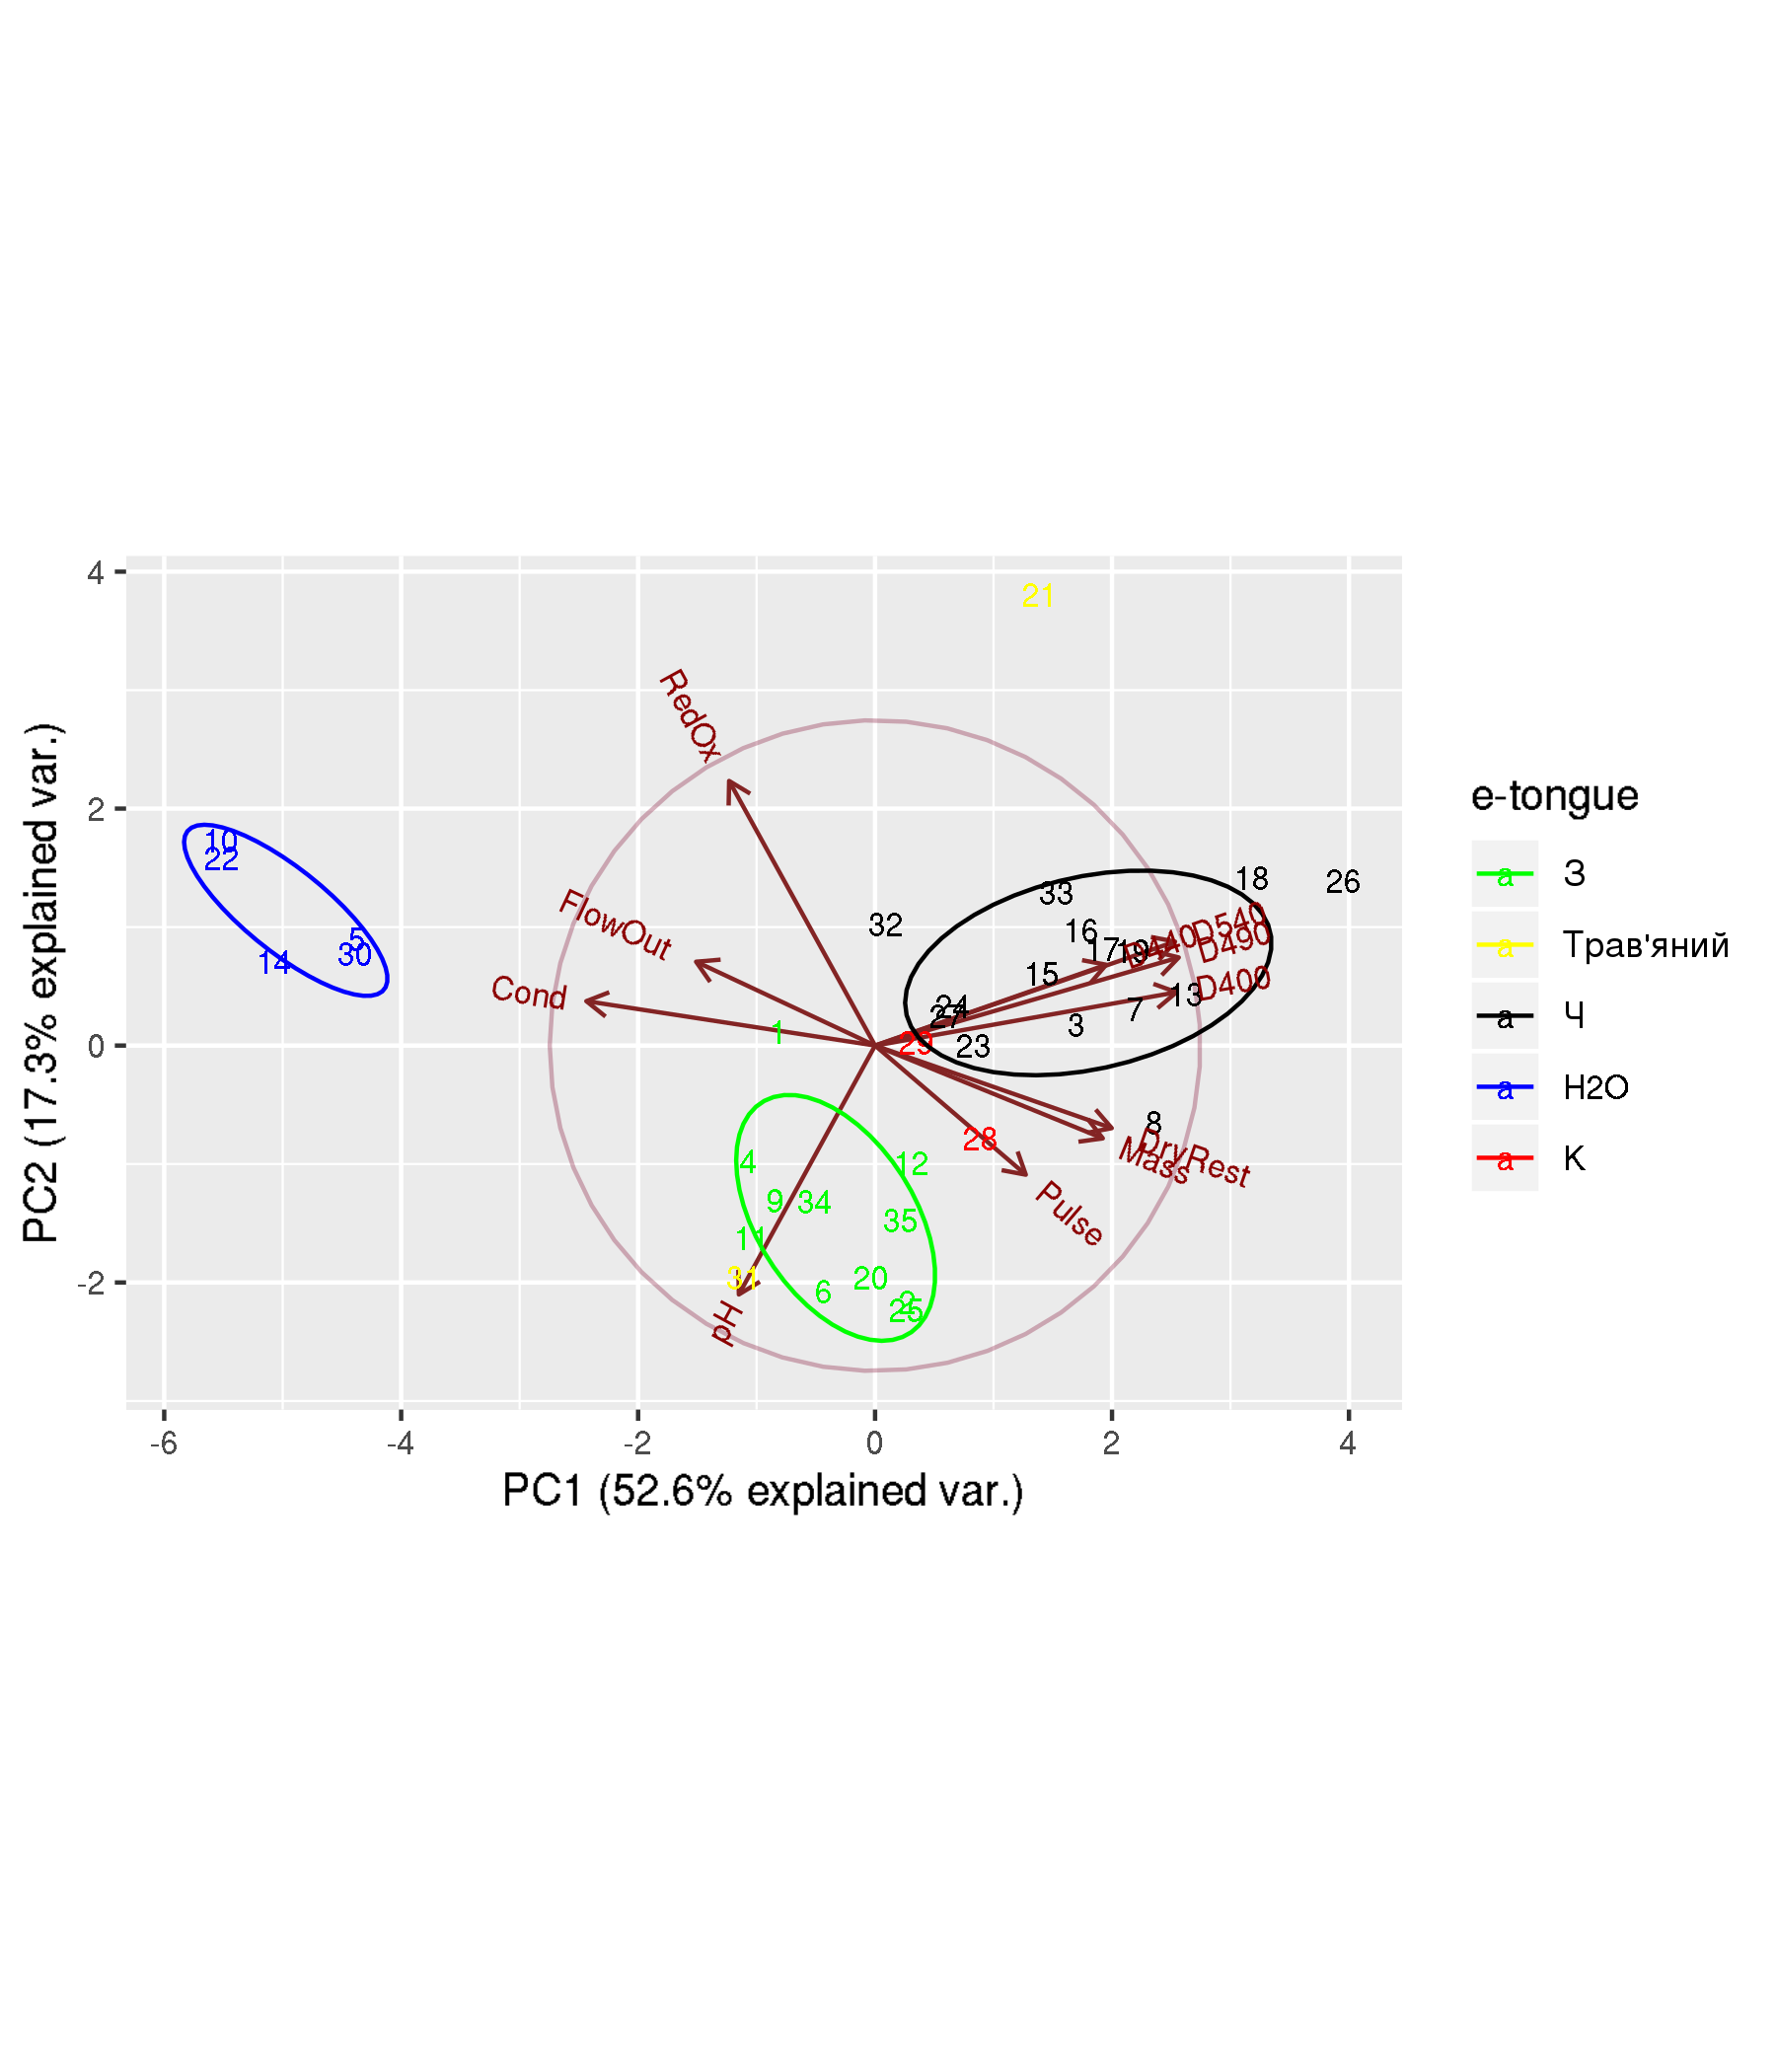 4
21
RedOx
2
10
22
FlowOut
18
26
33
32
16
D540
17
19
D440
D490
5
30
14
15
D400
Cond
13
24
27
7
3
1
0
29
23
8
28
DryRest
Mass
4
12
9
34
35
Pulse
11
31
20
6
2
25
-2
pH
-6
-4
-2
0
2
4
PC1 (52.6% explained var.)
PC2 (17.3% explained var.)
e-tongue
a З
a Трав'яний
a Ч
a H2O
a К